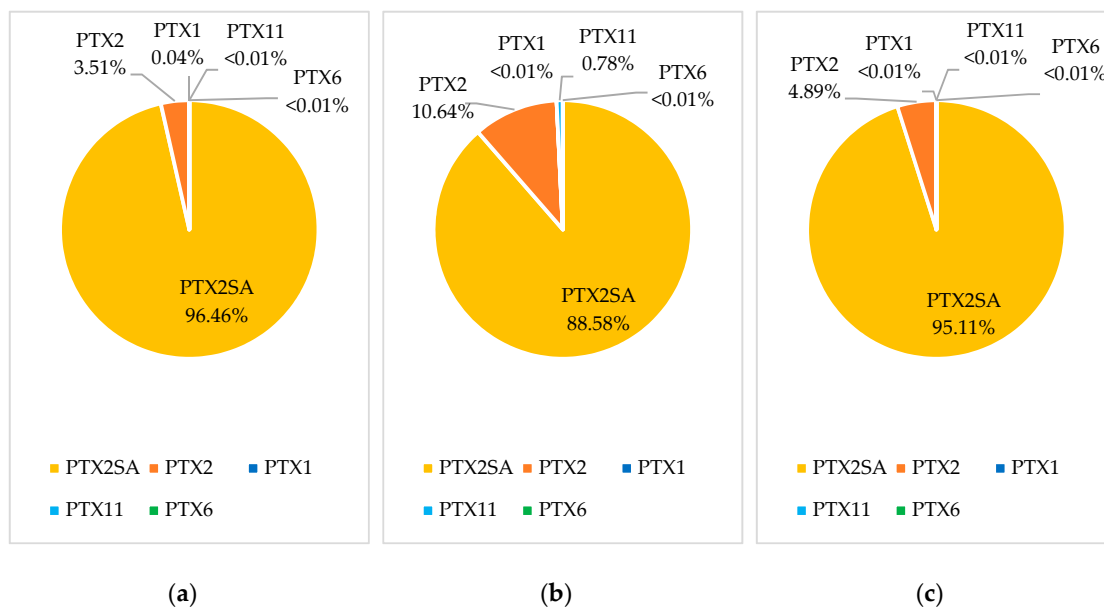 PTX2
3.51%
PTX1
0.04%
PTX11
<0.01%
PTX6
<0.01%
PTX2SA
96.46%
PTX2SA PTX2 PTX1
PTX11 PTX6
(a)
PTX2
10.64%
PTX1
<0.01%
PTX11
0.78%
PTX6
<0.01%
PTX2SA
88.58%
PTX2SA PTX2 PTX1
PTX11 PTX6
(b)
PTX2
4.89%
PTX1
<0.01%
PTX11
<0.01%
PTX6
<0.01%
PTX2SA
95.11%
PTX2SA PTX2 PTX1
PTX11 PTX6
(c)